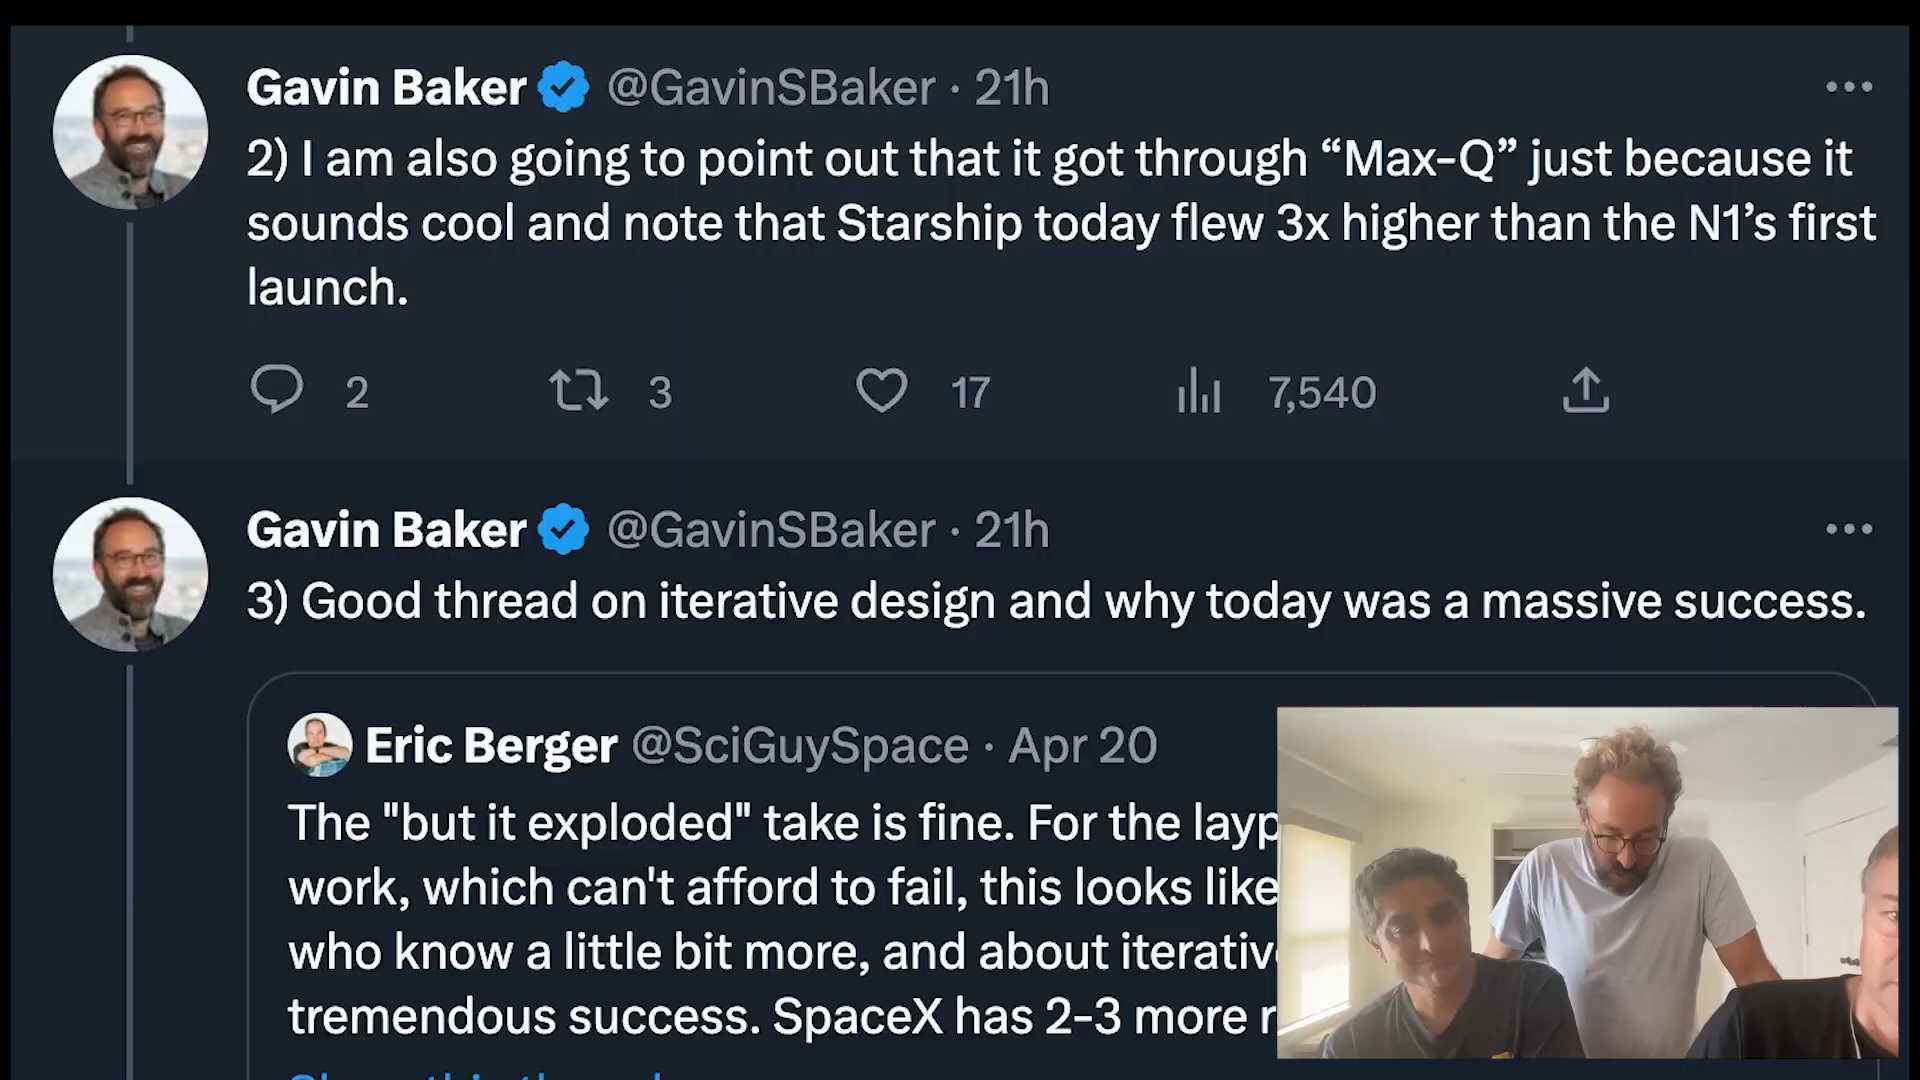 Gavin Baker @GavinSBaker · 21h
2) I am also going to point out that it got through “Max-Q” just because it
sounds cool and note that Starship today flew 3x higher than the N1’s first
launch.
2 3 17 7,540
Gavin Baker @GavinSBaker · 21h
3) Good thread on iterative design and why today was a massive success.
Eric Berger @SciGuySpace · Apr 20
The "but it exploded" take is fine. For the
work, which can't afford to fail, this looks like
who know a little bit more, and about
tremendous success. SpaceX has 2-3 more